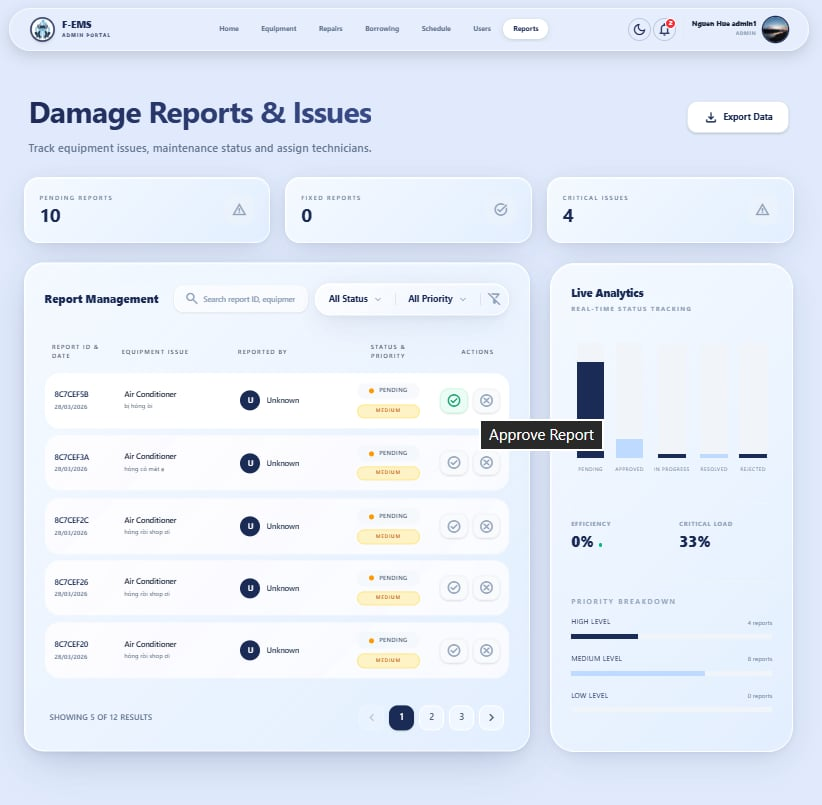 F-EMS
ADMIN PORTAL
Home
Equipment
Repairs
Borrowing
Schedule
Users
Reports
2
Nguen Hue admin1
ADMIN
Damage Reports & Issues
Track equipment issues, maintenance status and assign technicians.
Export Data
PENDING REPORTS
10
FIXED REPORTS
0
CRITICAL ISSUES
4
Report Management
Search report ID, equipmer
All Status
All Priority
REPORT ID & DATE
EQUIPMENT ISSUE
REPORTED BY
STATUS & PRIORITY
ACTIONS
8C7CEF5B
28/03/2026
Air Conditioner
bị hỏng lòi
U
Unknown
PENDING
MEDIUM
8C7CEF3A
28/03/2026
Air Conditioner
hỏng có mát ạ
U
Unknown
PENDING
MEDIUM
8C7CEF2C
28/03/2026
Air Conditioner
hỏng rồi shop ơi
U
Unknown
PENDING
MEDIUM
8C7CEF26
28/03/2026
Air Conditioner
hỏng rồi shop ơi
U
Unknown
PENDING
MEDIUM
8C7CEF20
28/03/2026
Air Conditioner
hỏng rồi shop ơi
U
Unknown
PENDING
MEDIUM
SHOWING 5 OF 12 RESULTS
1
2
3
Approve Report
Live Analytics
REAL-TIME STATUS TRACKING
PENDING
APPROVED
IN PROGRESS
RESOLVED
REJECTED
EFFICIENCY
0%
CRITICAL LOAD
33%
PRIORITY BREAKDOWN
HIGH LEVEL
4 reports
MEDIUM LEVEL
8 reports
LOW LEVEL
0 reports